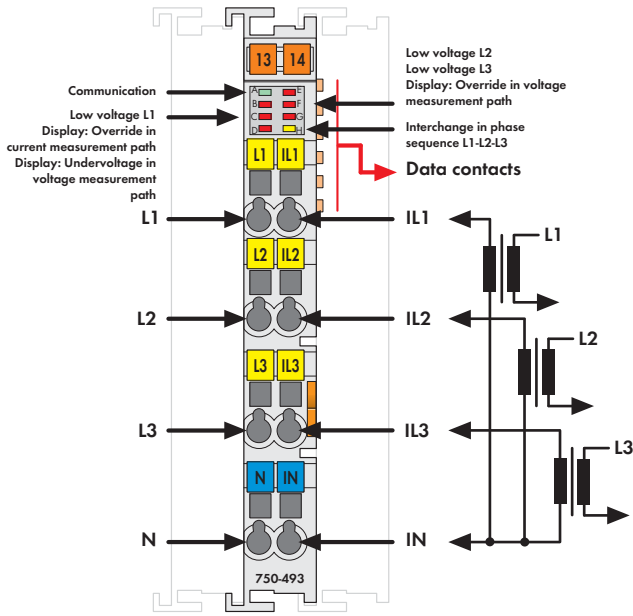 13 14
Communication
Low voltage L1
Display: Override in
current measurement path
Display: Undervoltage in
voltage measurement
path
A E
B F
C G
D H
Low voltage L2
Low voltage L3
Display: Override in voltage
measurement path
Interchange in phase
sequence L1-L2-L3
Data contacts
L1 IL1
L1 IL1
L1
L2 IL2
L2 IL2
L2
L3 IL3
L3 IL3
L3
N IN
N IN
750-493